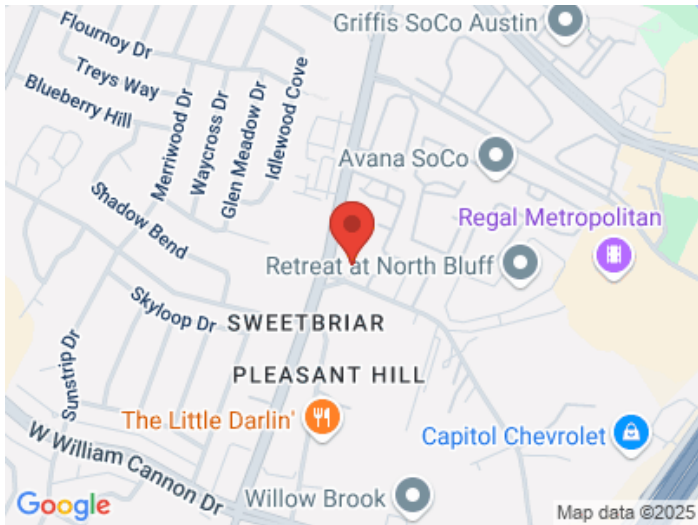 Griffis SoCo Austin
Flournoy Dr
Treys Way
Blueberry Hill
Merriwood Dr
Waycross Dr
Glen Meadow Dr
Idlewood Cove
Avana SoCo
Shadow Bend
Regal Metropolitan
Retreat at North Bluff
Skyloop Dr
SWEETBRIAR
Sunstrip Dr
PLEASANT HILL
The Little Darlin'
Capitol Chevrolet
W William Cannon Dr
Willow Brook
Google
Map data ©2025